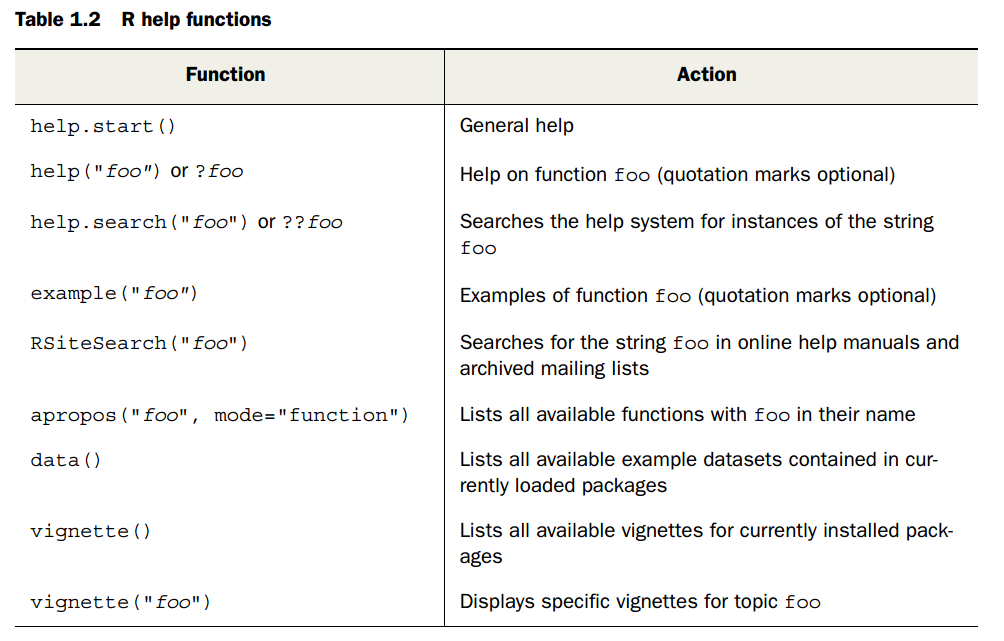 Table 1.2 R help functions
Function Action
help.start() General help
help("foo") or ?foo Help on function foo (quotation marks optional)
help.search("foo") or ??foo Searches the help system for instances of the string
foo
example("foo") Examples of function foo (quotation marks optional)
RSiteSearch("foo") Searches for the string foo in online help manuals and
archived mailing lists
apropos("foo", mode="function") Lists all available functions with foo in their name
data() Lists all available example datasets contained in cur-
rently loaded packages
vignette() Lists all available vignettes for currently installed pack-
ages
vignette("foo") Displays specific vignettes for topic foo